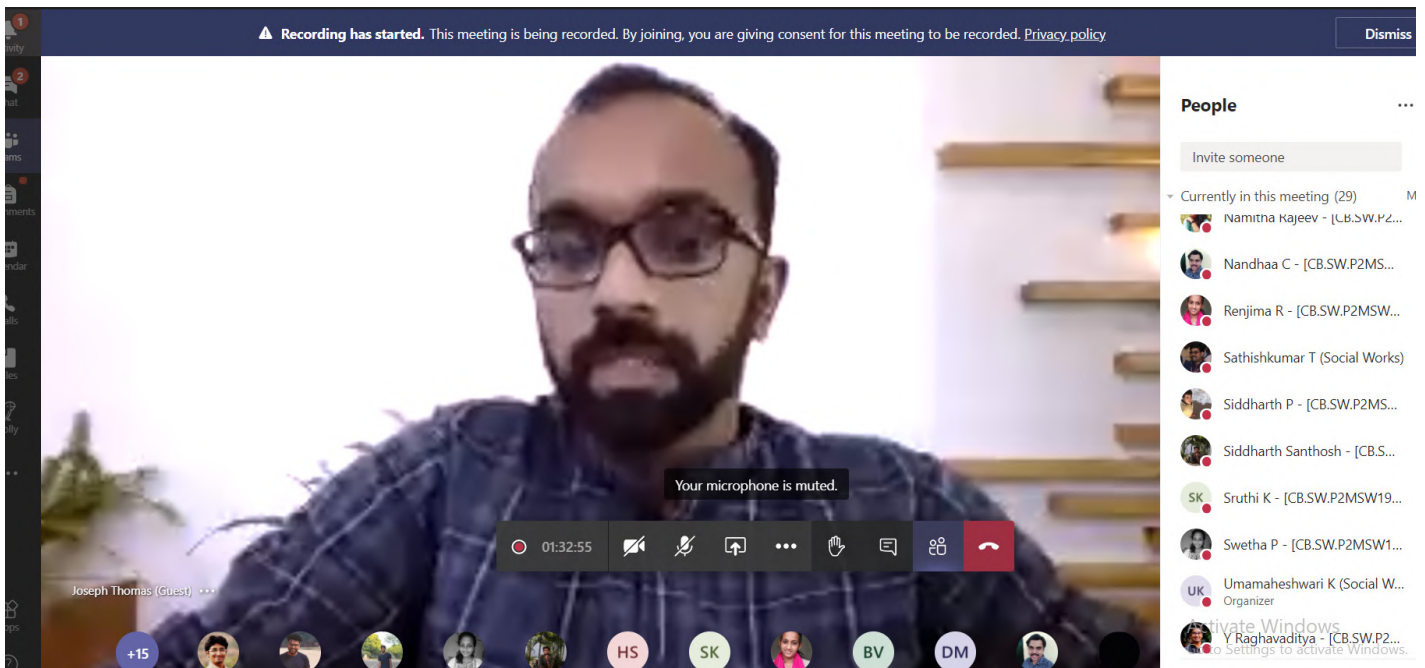 Recording has started. This meeting is being recorded. By joining, you are giving consent for this meeting to be recorded. Privacy policy
Dismiss
1
2
People
Invite someone
Currently in this meeting (29)
Namitha Rajeev - [CB.SW.P2...
Nandhaa C - [CB.SW.P2MS...
Renjima R - [CB.SW.P2MSW...
Sathishkumar T (Social Works)
Siddharth P - [CB.SW.P2MS...
Siddharth Santhosh - [CB.S...
SK
Sruthi K - [CB.SW.P2MSW19...
Swetha P - [CB.SW.P2MSW1...
UK
Umamaheshwari K (Social W...
Organizer
Y Raghavaditya - [CB.SW.P2...
Activate Windows
Go to Settings to activate Windows.
Your microphone is muted.
01:32:55
Joseph Thomas (Guest)
+15
HS
SK
BV
DM